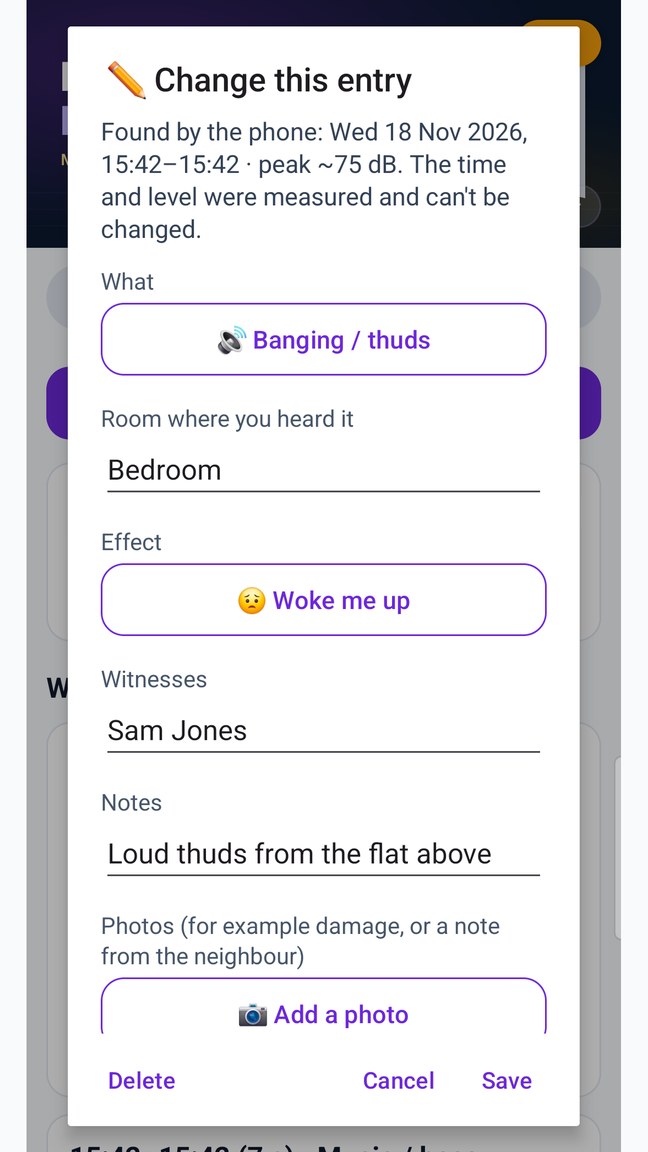 ✏️ Change this entry
Found by the phone: Wed 18 Nov 2026,
15:42–15:42 · peak ~75 dB. The time
and level were measured and can't be
changed.
What
🔊 Banging / thuds
Room where you heard it
Bedroom
Effect
😟 Woke me up
Witnesses
Sam Jones
Notes
Loud thuds from the flat above
Photos (for example damage, or a note
from the neighbour)
📷 Add a photo
Delete
Cancel
Save